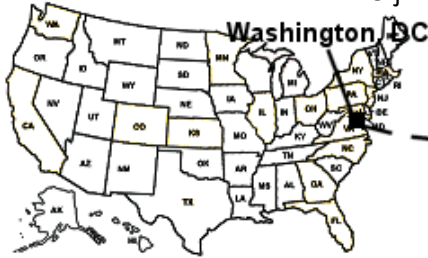 Washington, DC
WA
MT
ND
MN
OR
ID
SD
WY
NE
IA
MI
NY
PA
RI
NJ
DE
MD
NV
UT
CO
KS
MO
IL
IN
OH
WV
VA
KY
CA
AZ
NM
OK
AR
TN
NC
SC
TX
LA
MS
AL
GA
FL
AK
HI